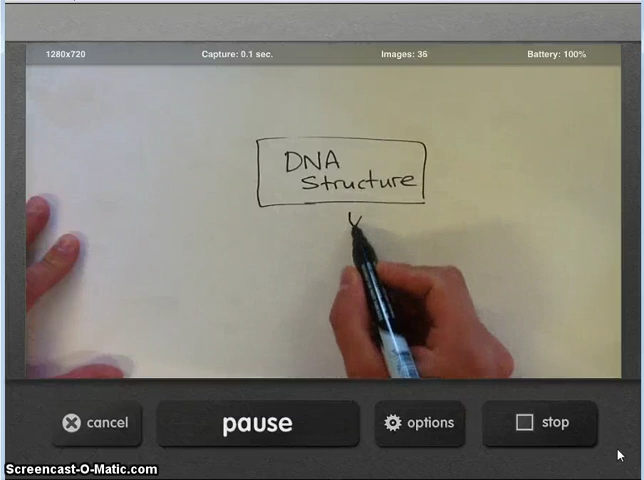 1280x720 Capture: 0.1 sec. Images: 36 Battery: 100%
DNA
Structure
cancel pause options stop
Screencast-O-Matic.com